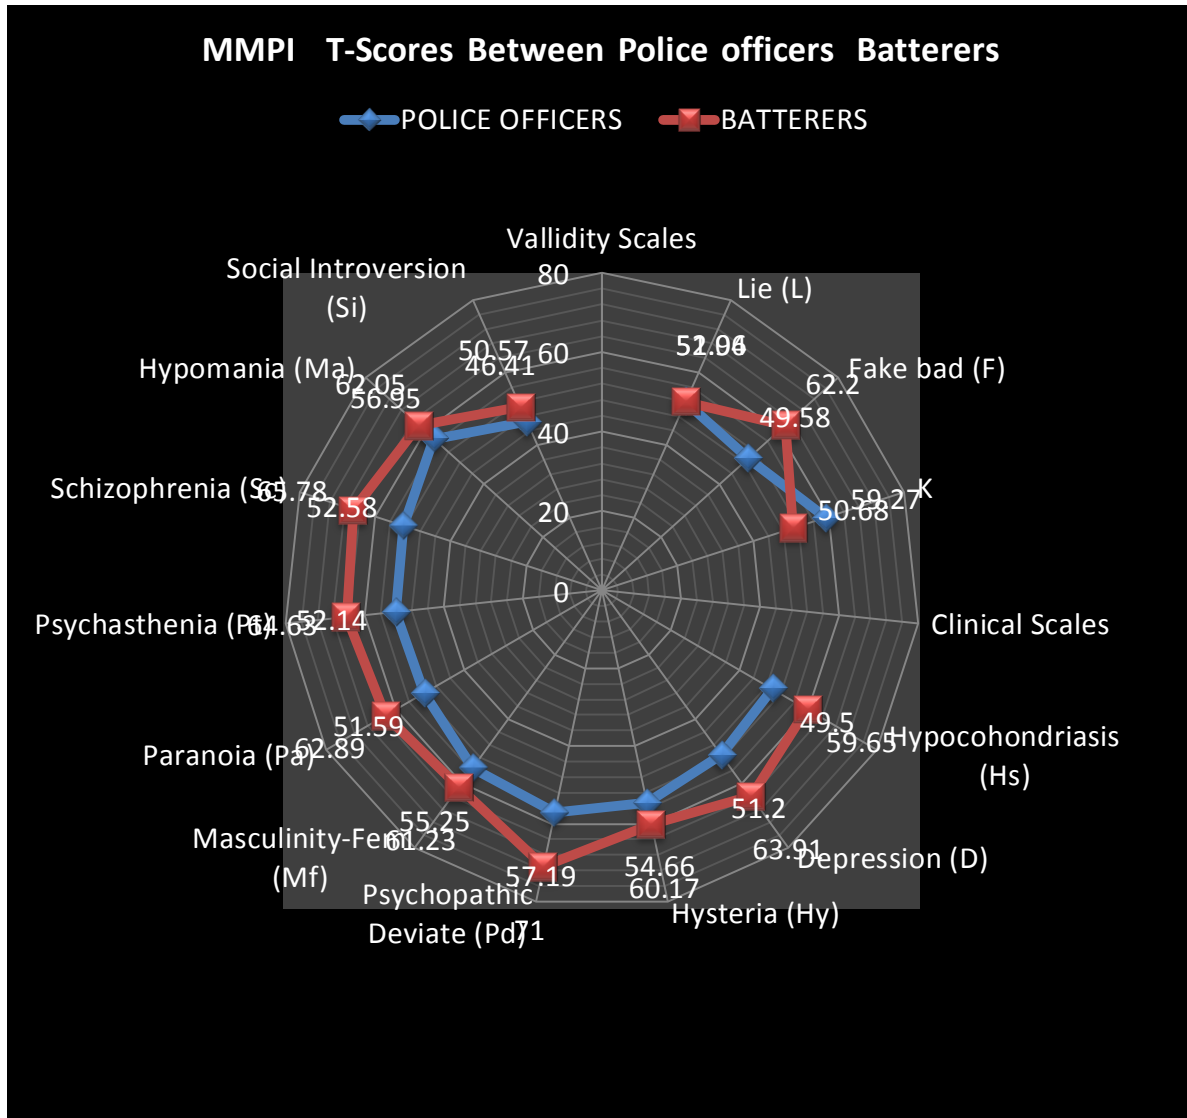 MMPI T-Scores Between Police officers Batterers
POLICE OFFICERS
BATTERERS
Vallidity Scales
Lie (L)
Fake bad (F)
K
Clinical Scales
Hypocohondriasis
(Hs)
Depression (D)
Hysteria (Hy)
Psychopathic
Deviate (Pd)
Masculinity-Fem
(Mf)
Paranoia (Pa)
Psychasthenia (Pt)
Schizophrenia (Sc)
Hypomania (Ma)
Social Introversion
(Si)
80
60
40
20
0
62.2
49.58
59.27
50.68
49.5
59.65
51.2
63.91
54.66
60.17
57.19
71
55.25
61.23
51.59
62.89
52.14
64.63
52.58
65.78
56.95
62.05
46.41
50.57